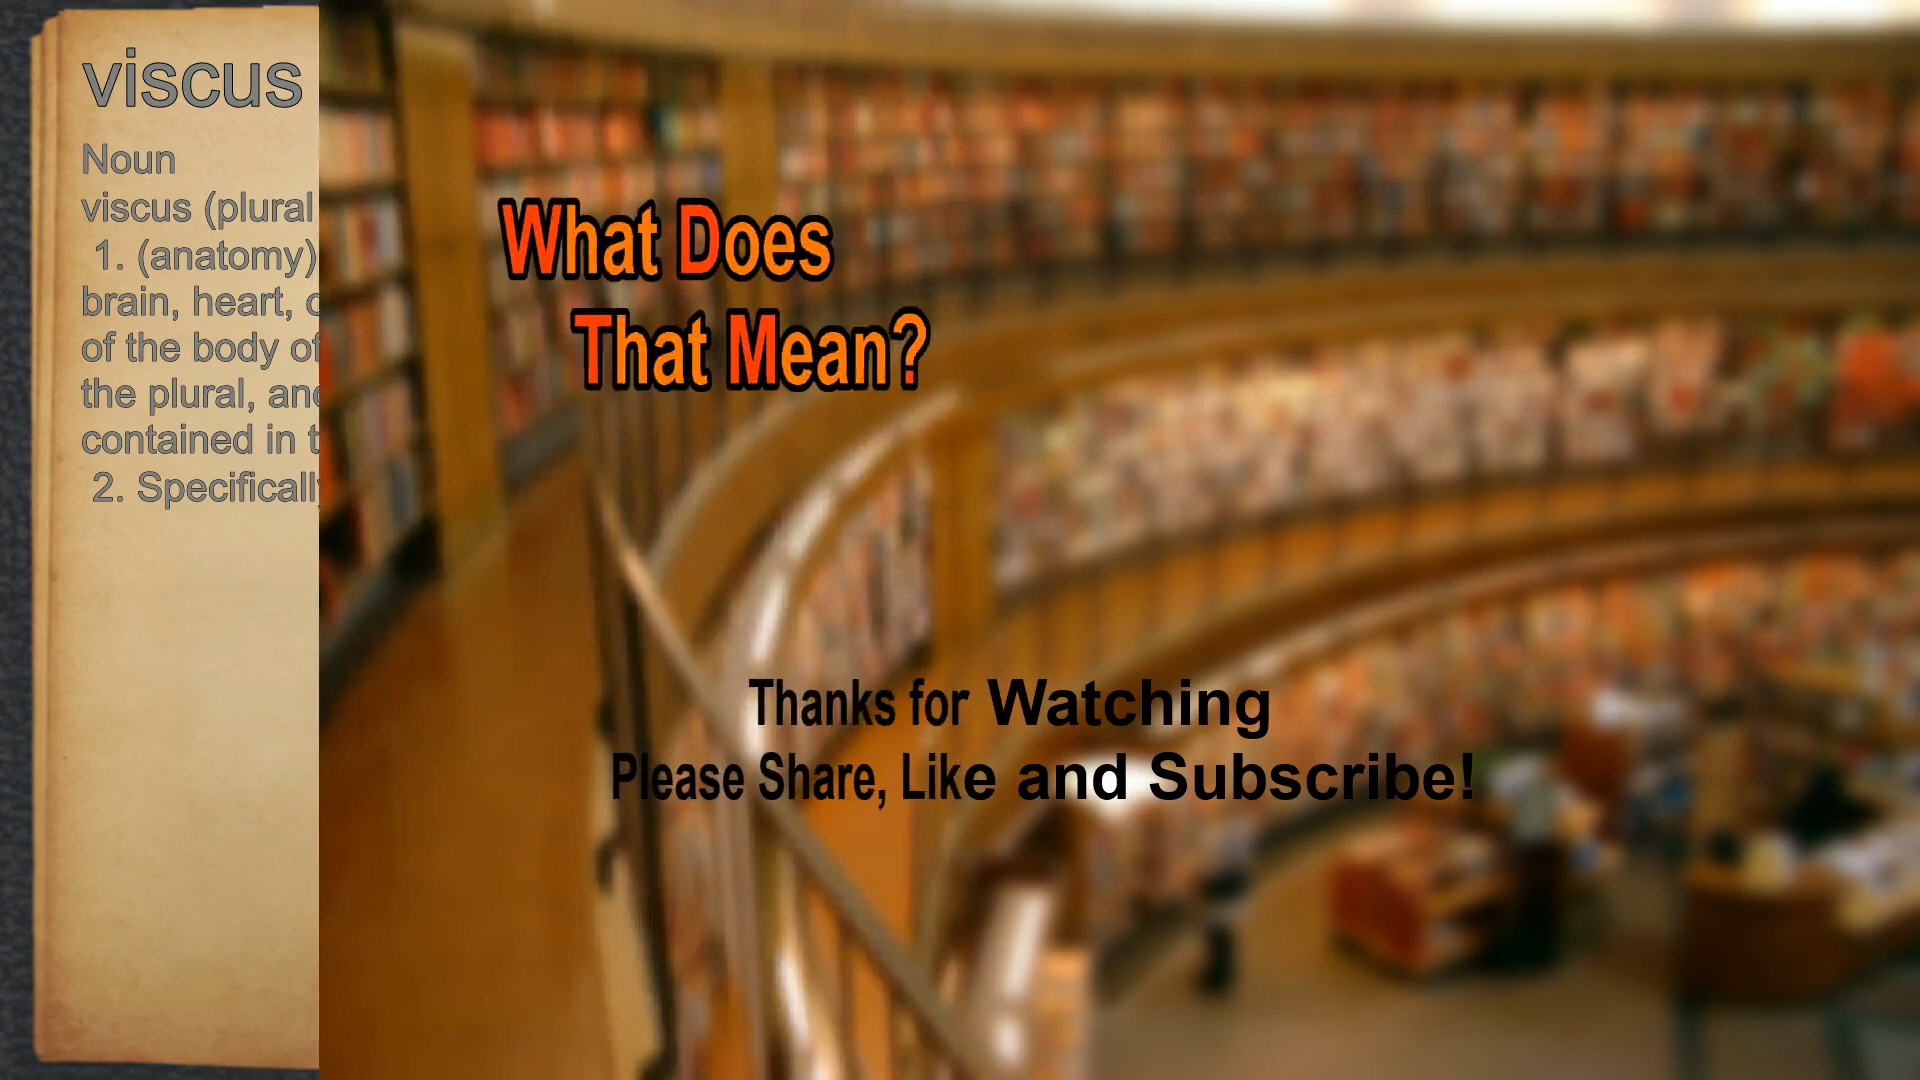 viscus
Noun
viscus (plural
1. (anatomy)
brain, heart,
of the body of
the plural,
contained in
2. Specifically
What Does
That Mean?
Thanks for Watching
Please Share, Like and Subscribe!